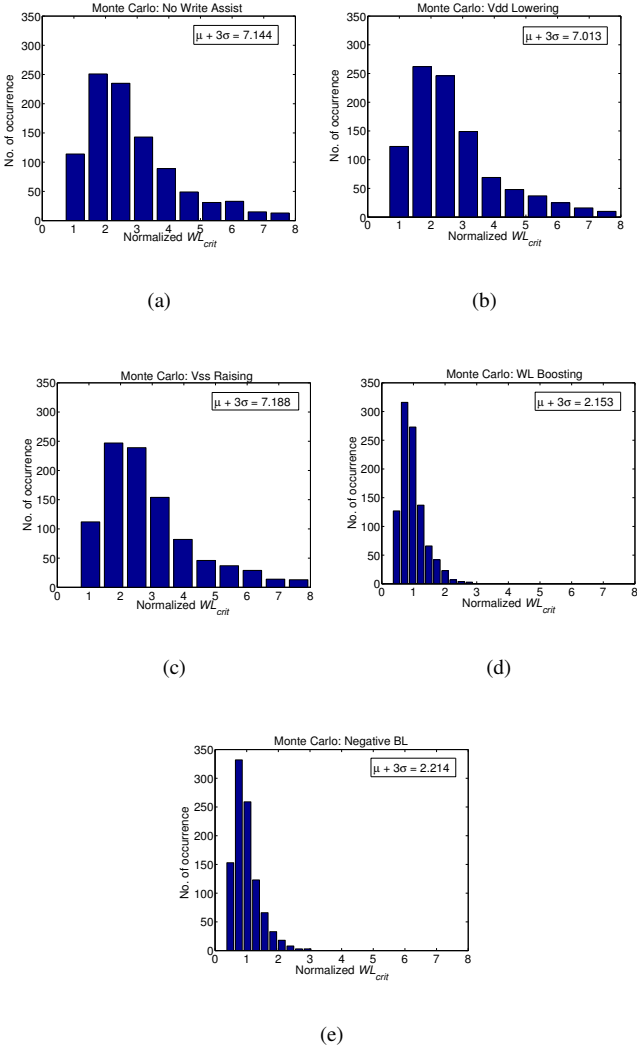 Monte Carlo: No Write Assist
μ + 3σ = 7.144
No. of occurrence
350
300
250
200
150
100
50
0
0 1 2 3 4 5 6 7 8
Normalized WL_crit
(a)
Monte Carlo: Vdd Lowering
μ + 3σ = 7.013
No. of occurrence
350
300
250
200
150
100
50
0
0 1 2 3 4 5 6 7 8
Normalized WL_crit
(b)
Monte Carlo: Vss Raising
μ + 3σ = 7.188
No. of occurrence
350
300
250
200
150
100
50
0
0 1 2 3 4 5 6 7 8
Normalized WL_crit
(c)
Monte Carlo: WL Boosting
μ + 3σ = 2.153
No. of occurrence
350
300
250
200
150
100
50
0
0 1 2 3 4 5 6 7 8
Normalized WL_crit
(d)
Monte Carlo: Negative BL
μ + 3σ = 2.214
No. of occurrence
350
300
250
200
150
100
50
0
0 1 2 3 4 5 6 7 8
Normalized WL_crit
(e)